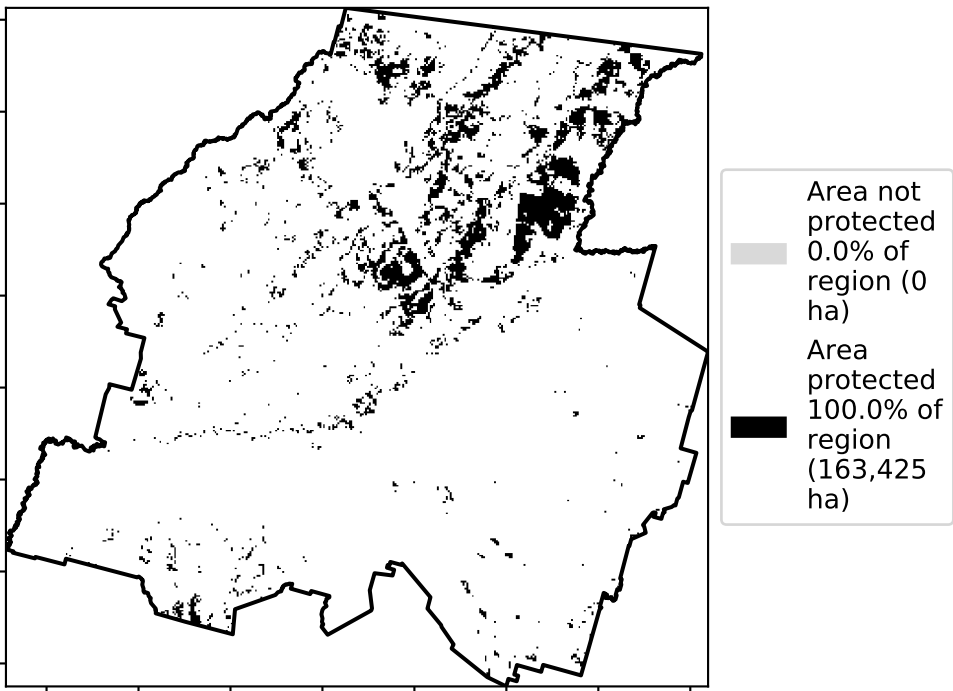 Area not
protected
0.0% of
region (0
ha)
Area
protected
100.0% of
region
(163,425
ha)